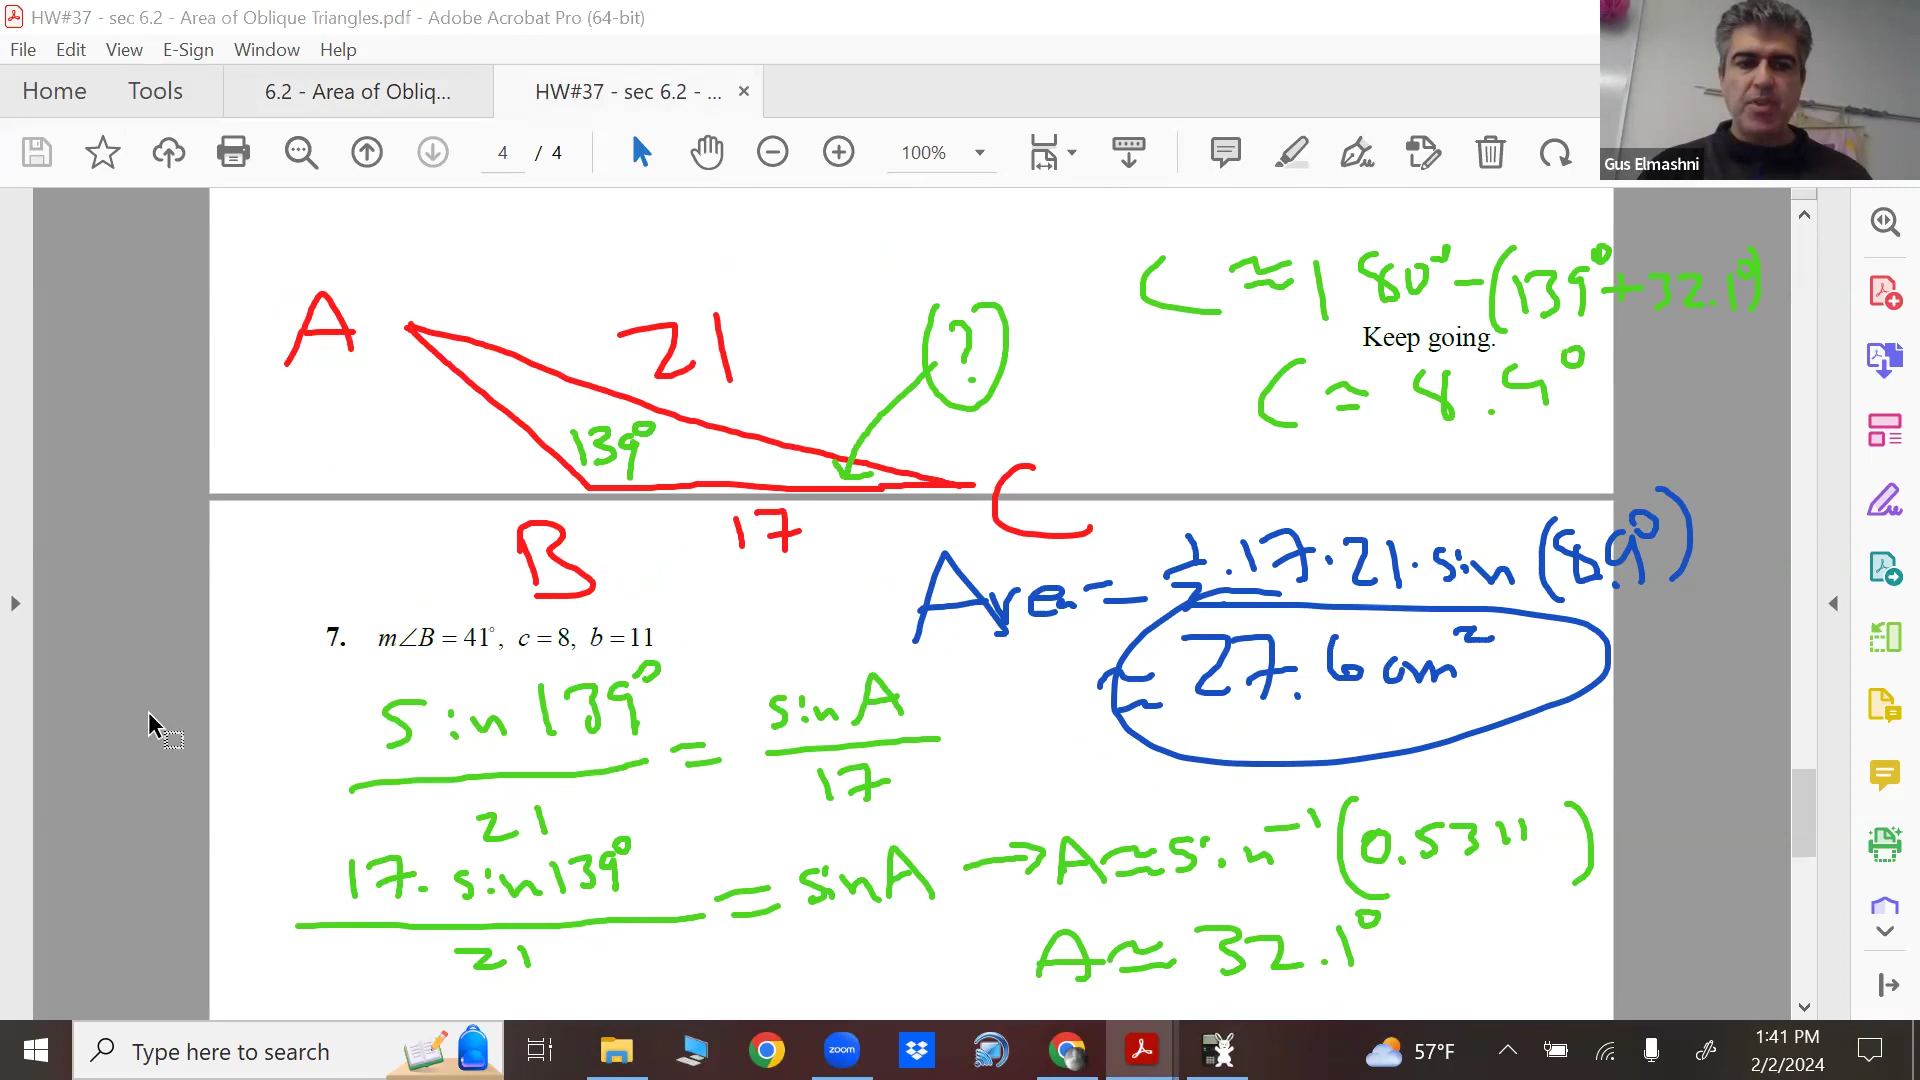 HW#37 - sec 6.2 - Area of Oblique Triangles.pdf - Adobe Acrobat Pro (64-bit)
File Edit View E-Sign Window Help
Home Tools 6.2 - Area of Obliq... HW#37 - sec 6.2 - ... ×
4 / 4 100%
Gus Elmashni
C ≈ 180° - (139° + 32.1°)
Keep going.
C ≈ 8.9°
A 21 (?)
139°
C
B 17
Area = 1/2 · 17 · 21 · sin (8.9°)
≈ 27.6 cm²
7. m∠B = 41°, c = 8, b = 11
sin 139° / 21 = sin A / 17
17 · sin 139° / 21 = sin A → A ≈ sin⁻¹ (0.5311)
A ≈ 32.1°
Type here to search
zoom
57°F
1:41 PM
2/2/2024